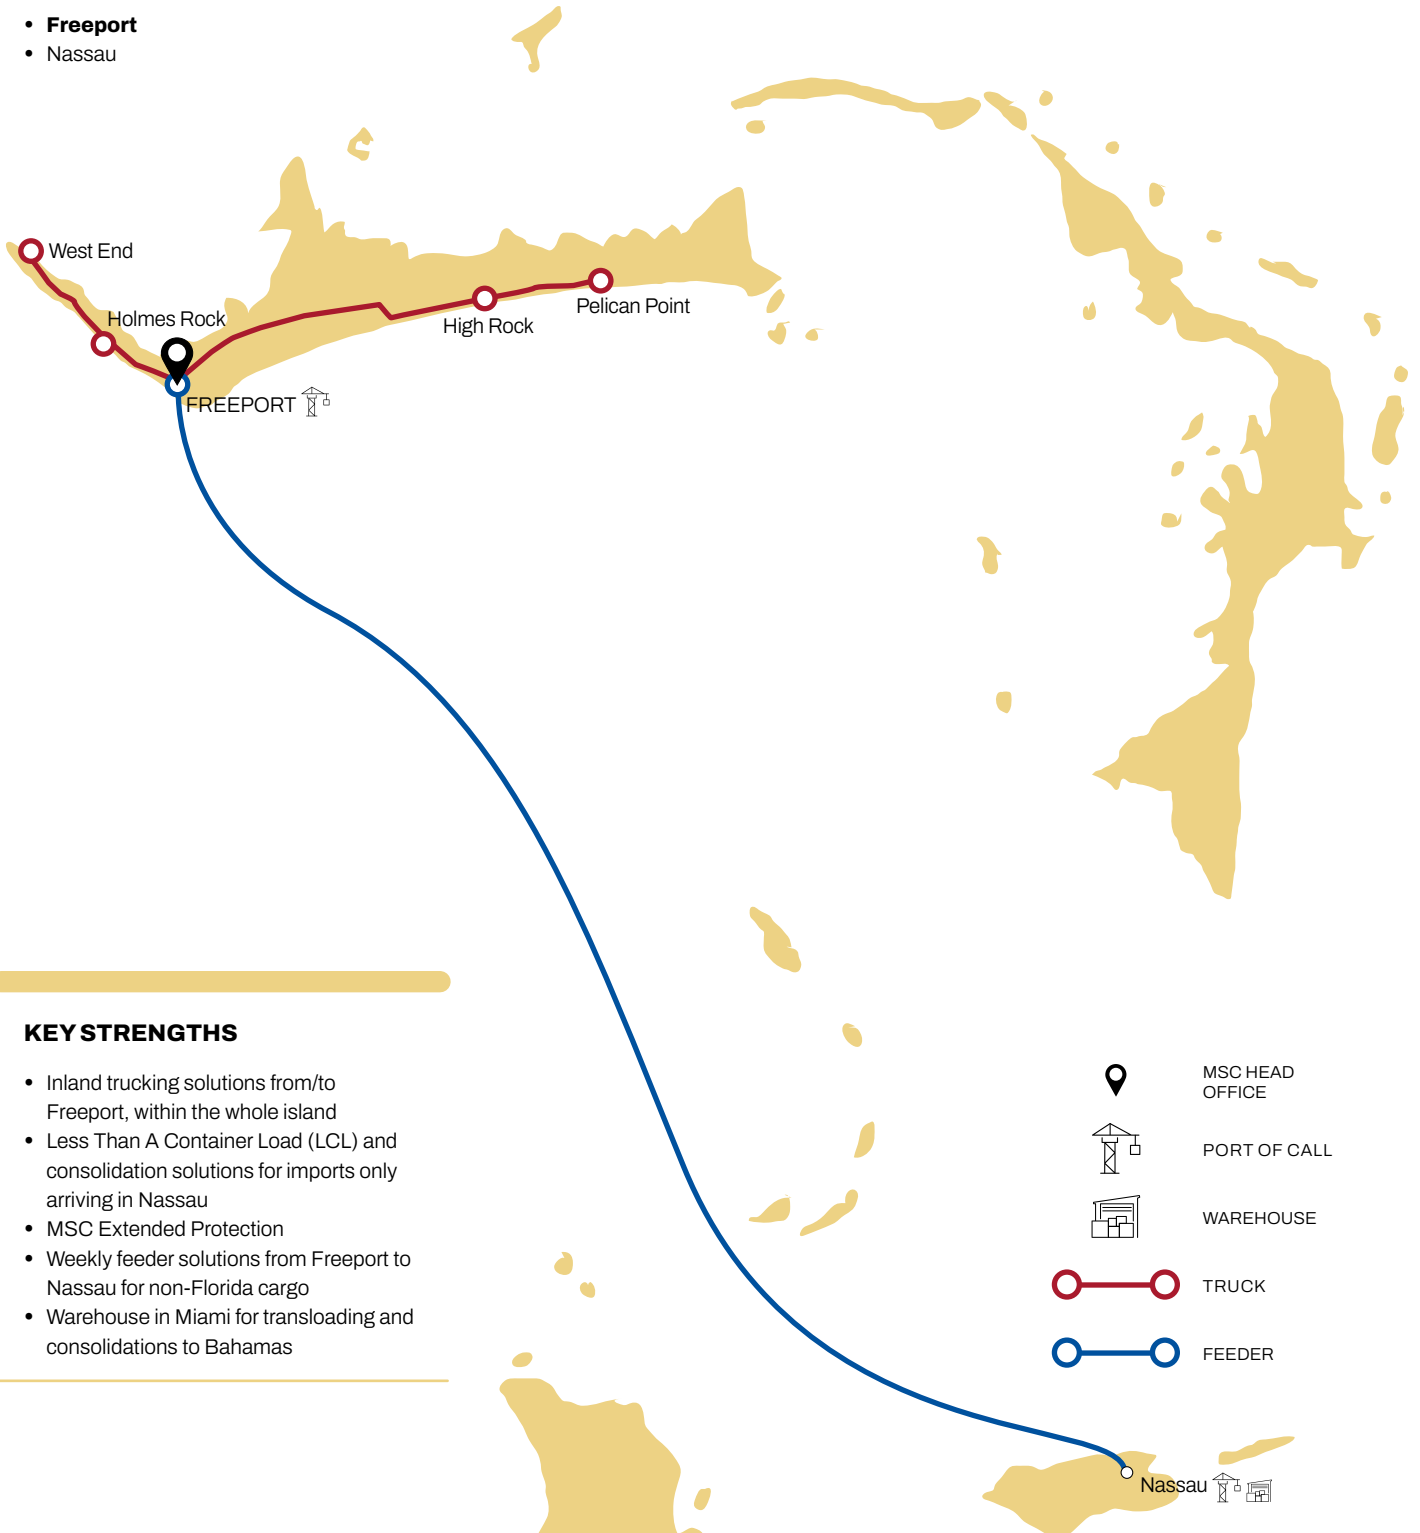 • Freeport
• Nassau
West End
Holmes Rock
FREEPORT
High Rock
Pelican Point
KEY STRENGTHS
• Inland trucking solutions from/to
Freeport, within the whole island
• Less Than A Container Load (LCL) and
consolidation solutions for imports only
arriving in Nassau
• MSC Extended Protection
• Weekly feeder solutions from Freeport to
Nassau for non-Florida cargo
• Warehouse in Miami for transloading and
consolidations to Bahamas
MSC HEAD
OFFICE
PORT OF CALL
WAREHOUSE
TRUCK
FEEDER
Nassau